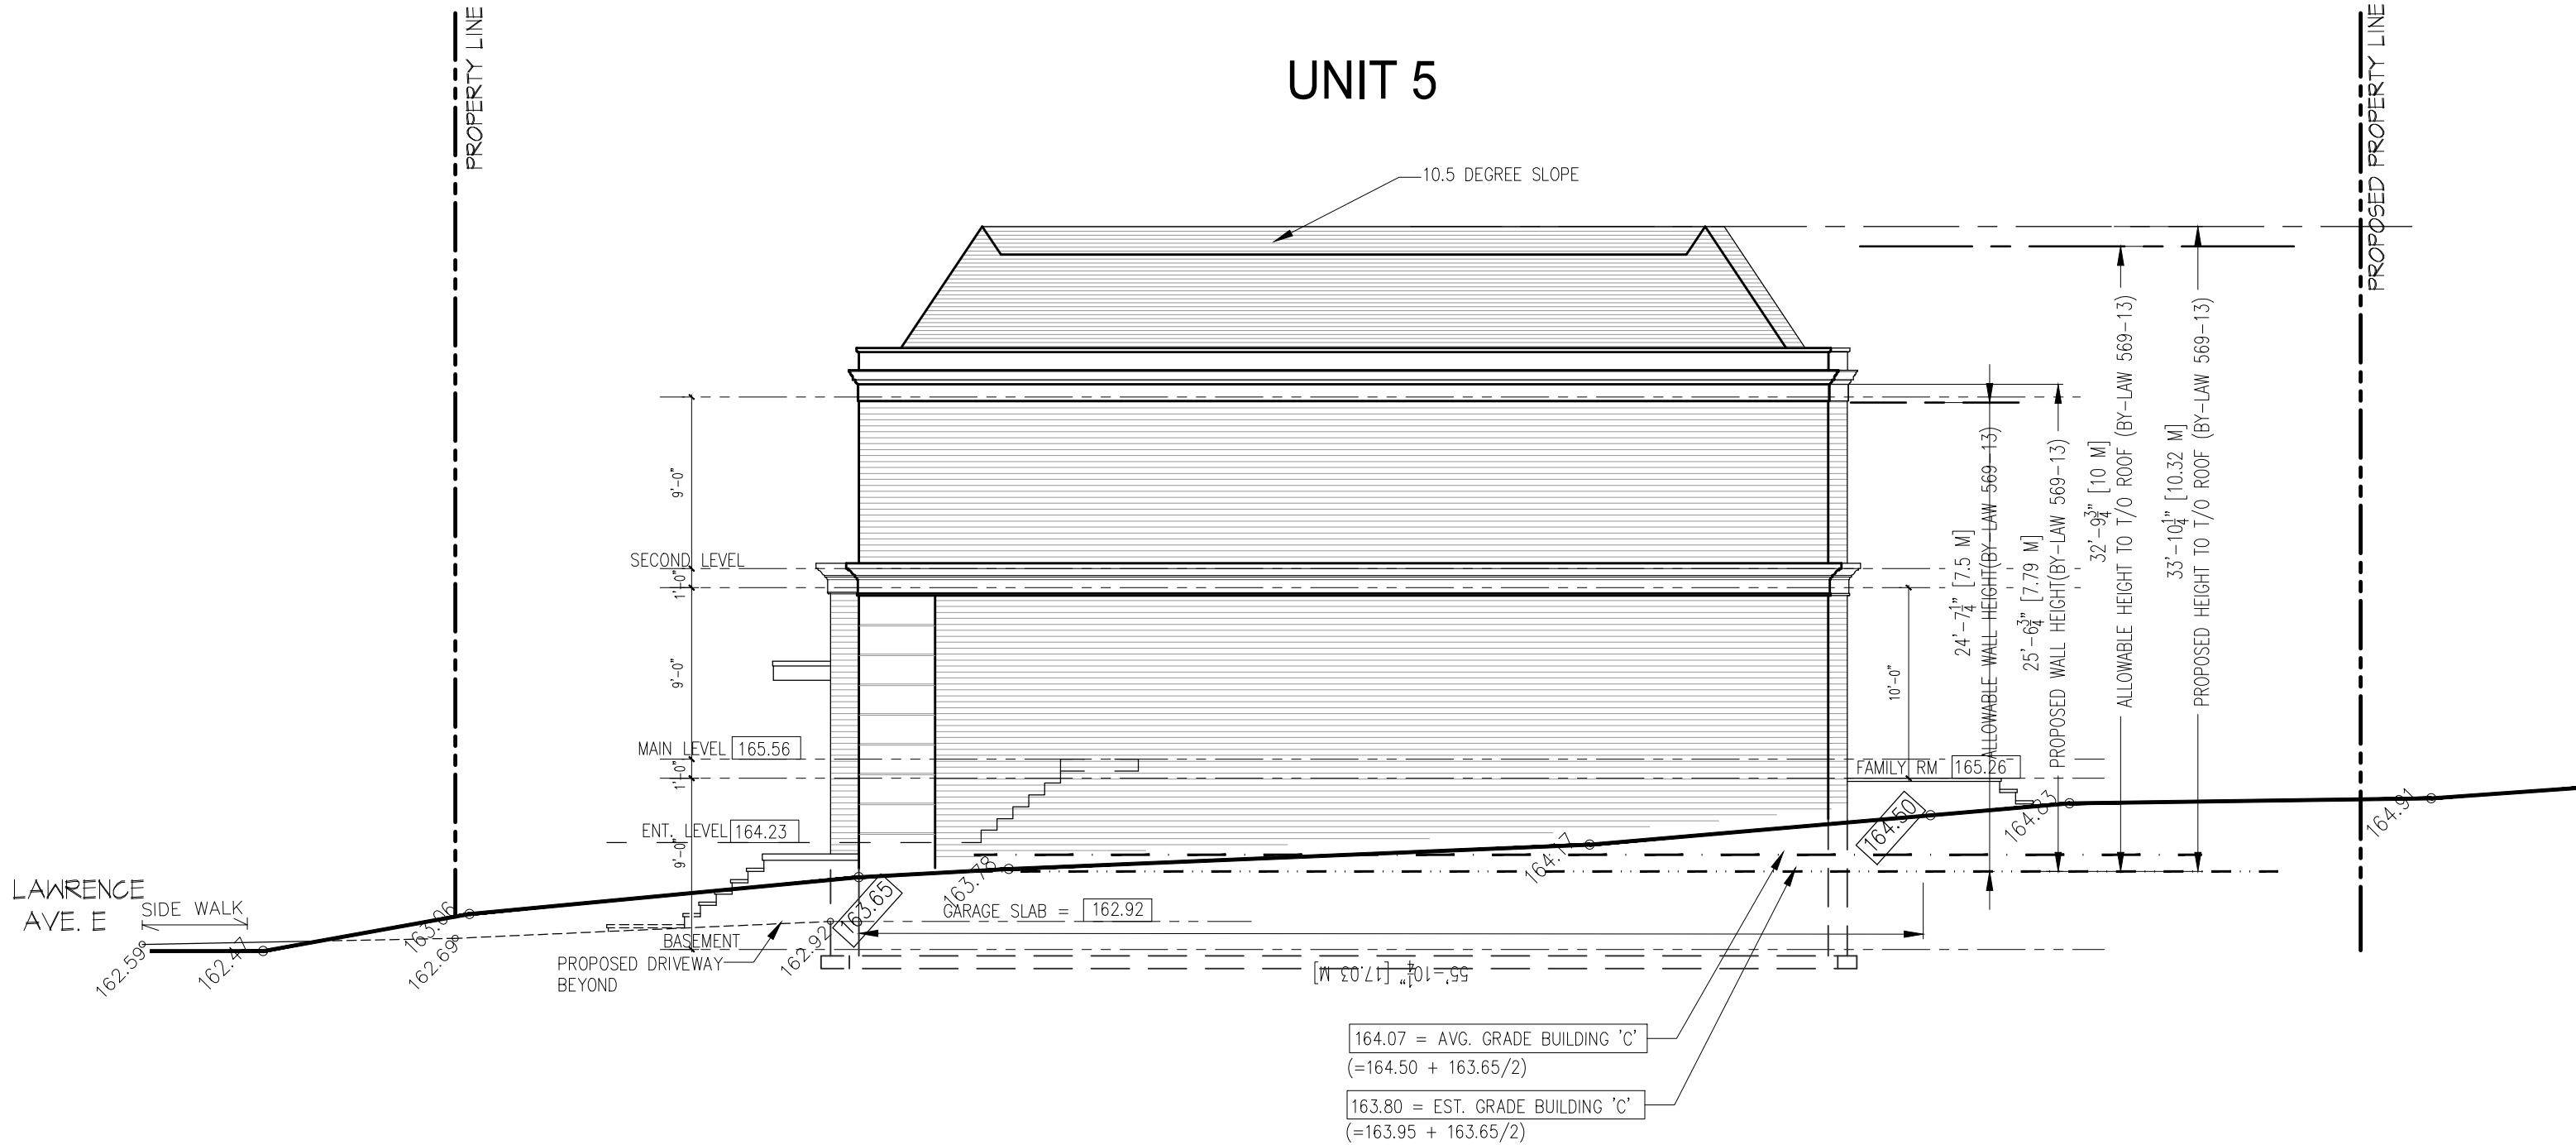 UNIT 5
PROPERTY LINE
PROPOSED PROPERTY LINE
10.5 DEGREE SLOPE
9'-0"
SECOND LEVEL
1'-0"
9'-0"
MAIN LEVEL 165.56
1'-0"
ENT. LEVEL 164.23
9'-0"
BASEMENT
LAWRENCE
AVE. E
SIDE WALK
162.59
162.47
163.06
162.69
PROPOSED DRIVEWAY
BEYOND
162.92
163.65
163.78
GARAGE SLAB = 162.92
164.17
164.50
164.83
164.91
55'-10¼" [17.03 M]
10'-0"
FAMILY RM 165.26
24'-7¼" [7.5 M]
ALLOWABLE WALL HEIGHT(BY-LAW 569-13)
25'-6¾" [7.79 M]
PROPOSED WALL HEIGHT(BY-LAW 569-13)
32'-9¾" [10 M]
ALLOWABLE HEIGHT TO T/O ROOF (BY-LAW 569-13)
33'-10¼" [10.32 M]
PROPOSED HEIGHT TO T/O ROOF (BY-LAW 569-13)
164.07 = AVG. GRADE BUILDING 'C'
(=164.50 + 163.65/2)
163.80 = EST. GRADE BUILDING 'C'
(=163.95 + 163.65/2)